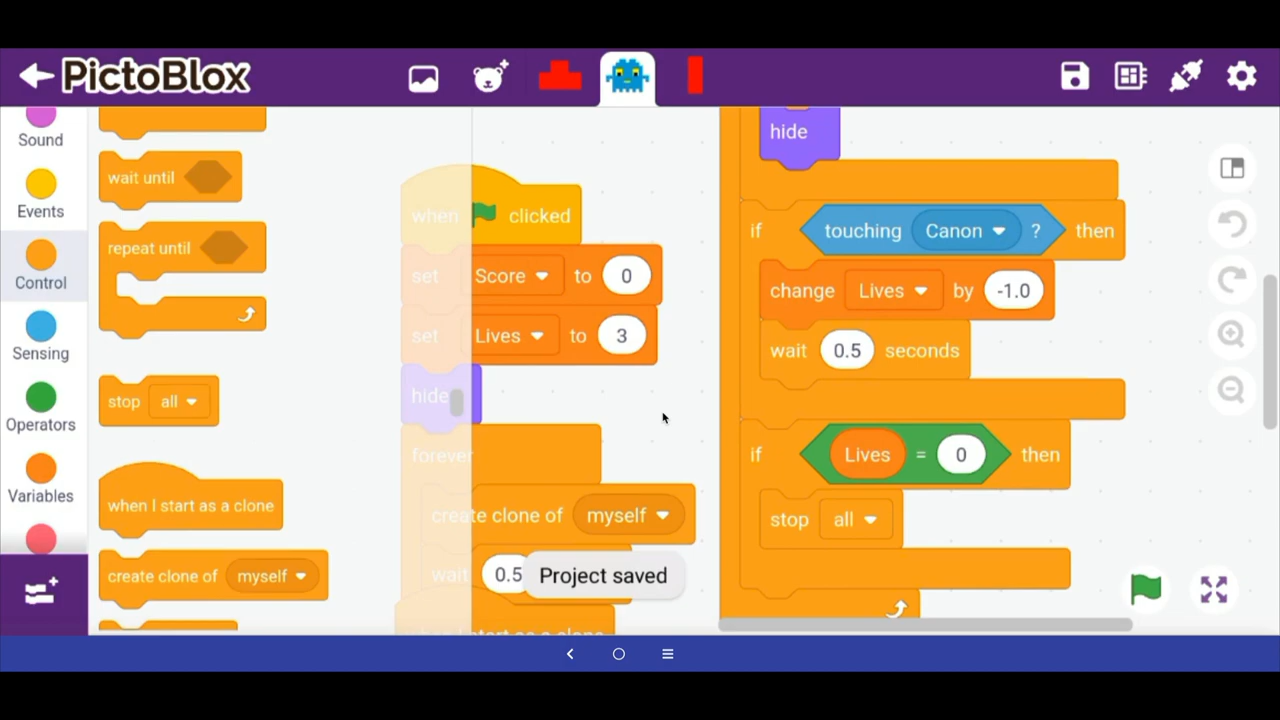 PictoBlox
Sound
Events
Control
Sensing
Operators
Variables
wait until
repeat until
stop all
when I start as a clone
create clone of myself
when clicked
set Score to 0
set Lives to 3
hide
forever
create clone of myself
wait 0.5
Project saved
hide
if touching Canon ? then
change Lives by -1.0
wait 0.5 seconds
if Lives = 0 then
stop all